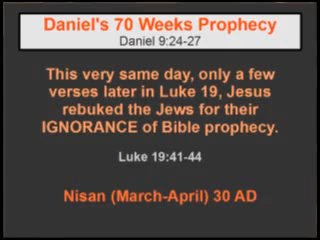 Daniel's 70 Weeks Prophecy
Daniel 9:24-27
This very same day, only a few
verses later in Luke 19, Jesus
rebuked the Jews for their
IGNORANCE of Bible prophecy.
Luke 19:41-44
Nisan (March-April) 30 AD